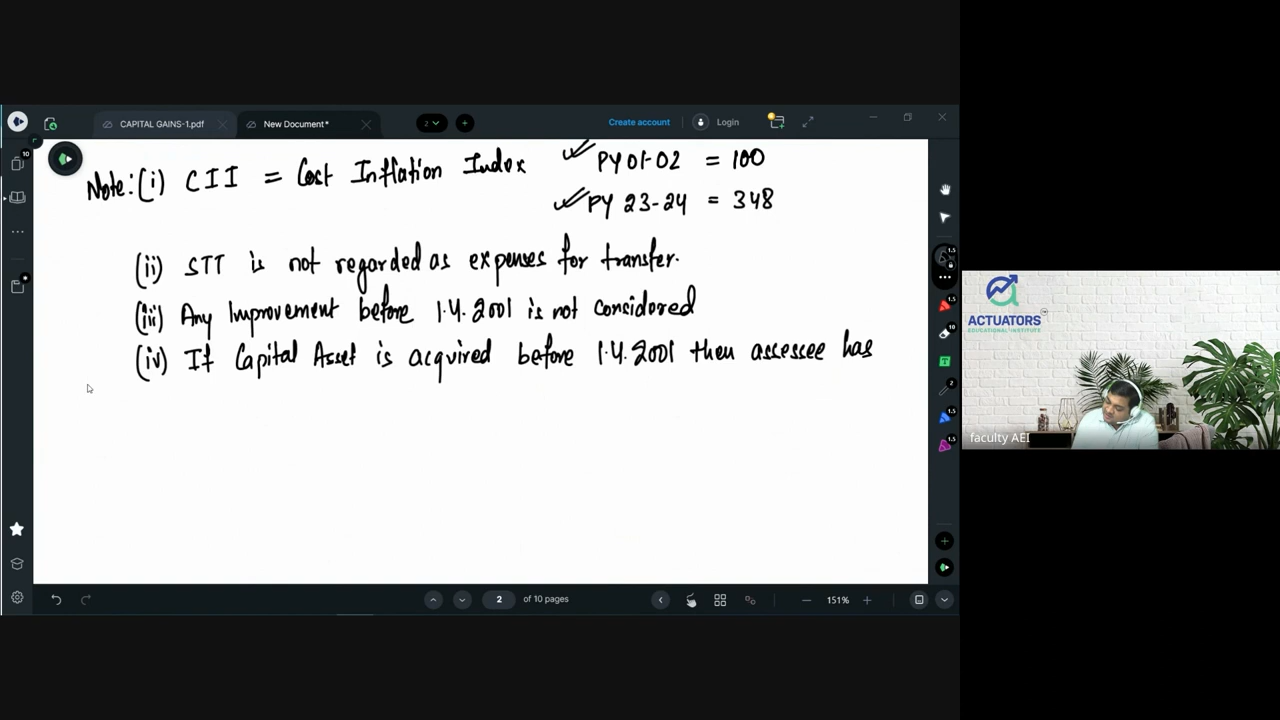 CAPITAL GAINS-1.pdf
New Document*
2
Create account
Login
Note: (i) CII = Cost Inflation Index
PY 01-02 = 100
PY 23-24 = 348
(ii) STT is not regarded as expenses for transfer.
(iii) Any Improvement before 1.4.2001 is not considered
(iv) If Capital Asset is acquired before 1.4.2001 then assessee has
2 of 10 pages
151%
ACTUATORS
EDUCATIONAL INSTITUTE
faculty AEI